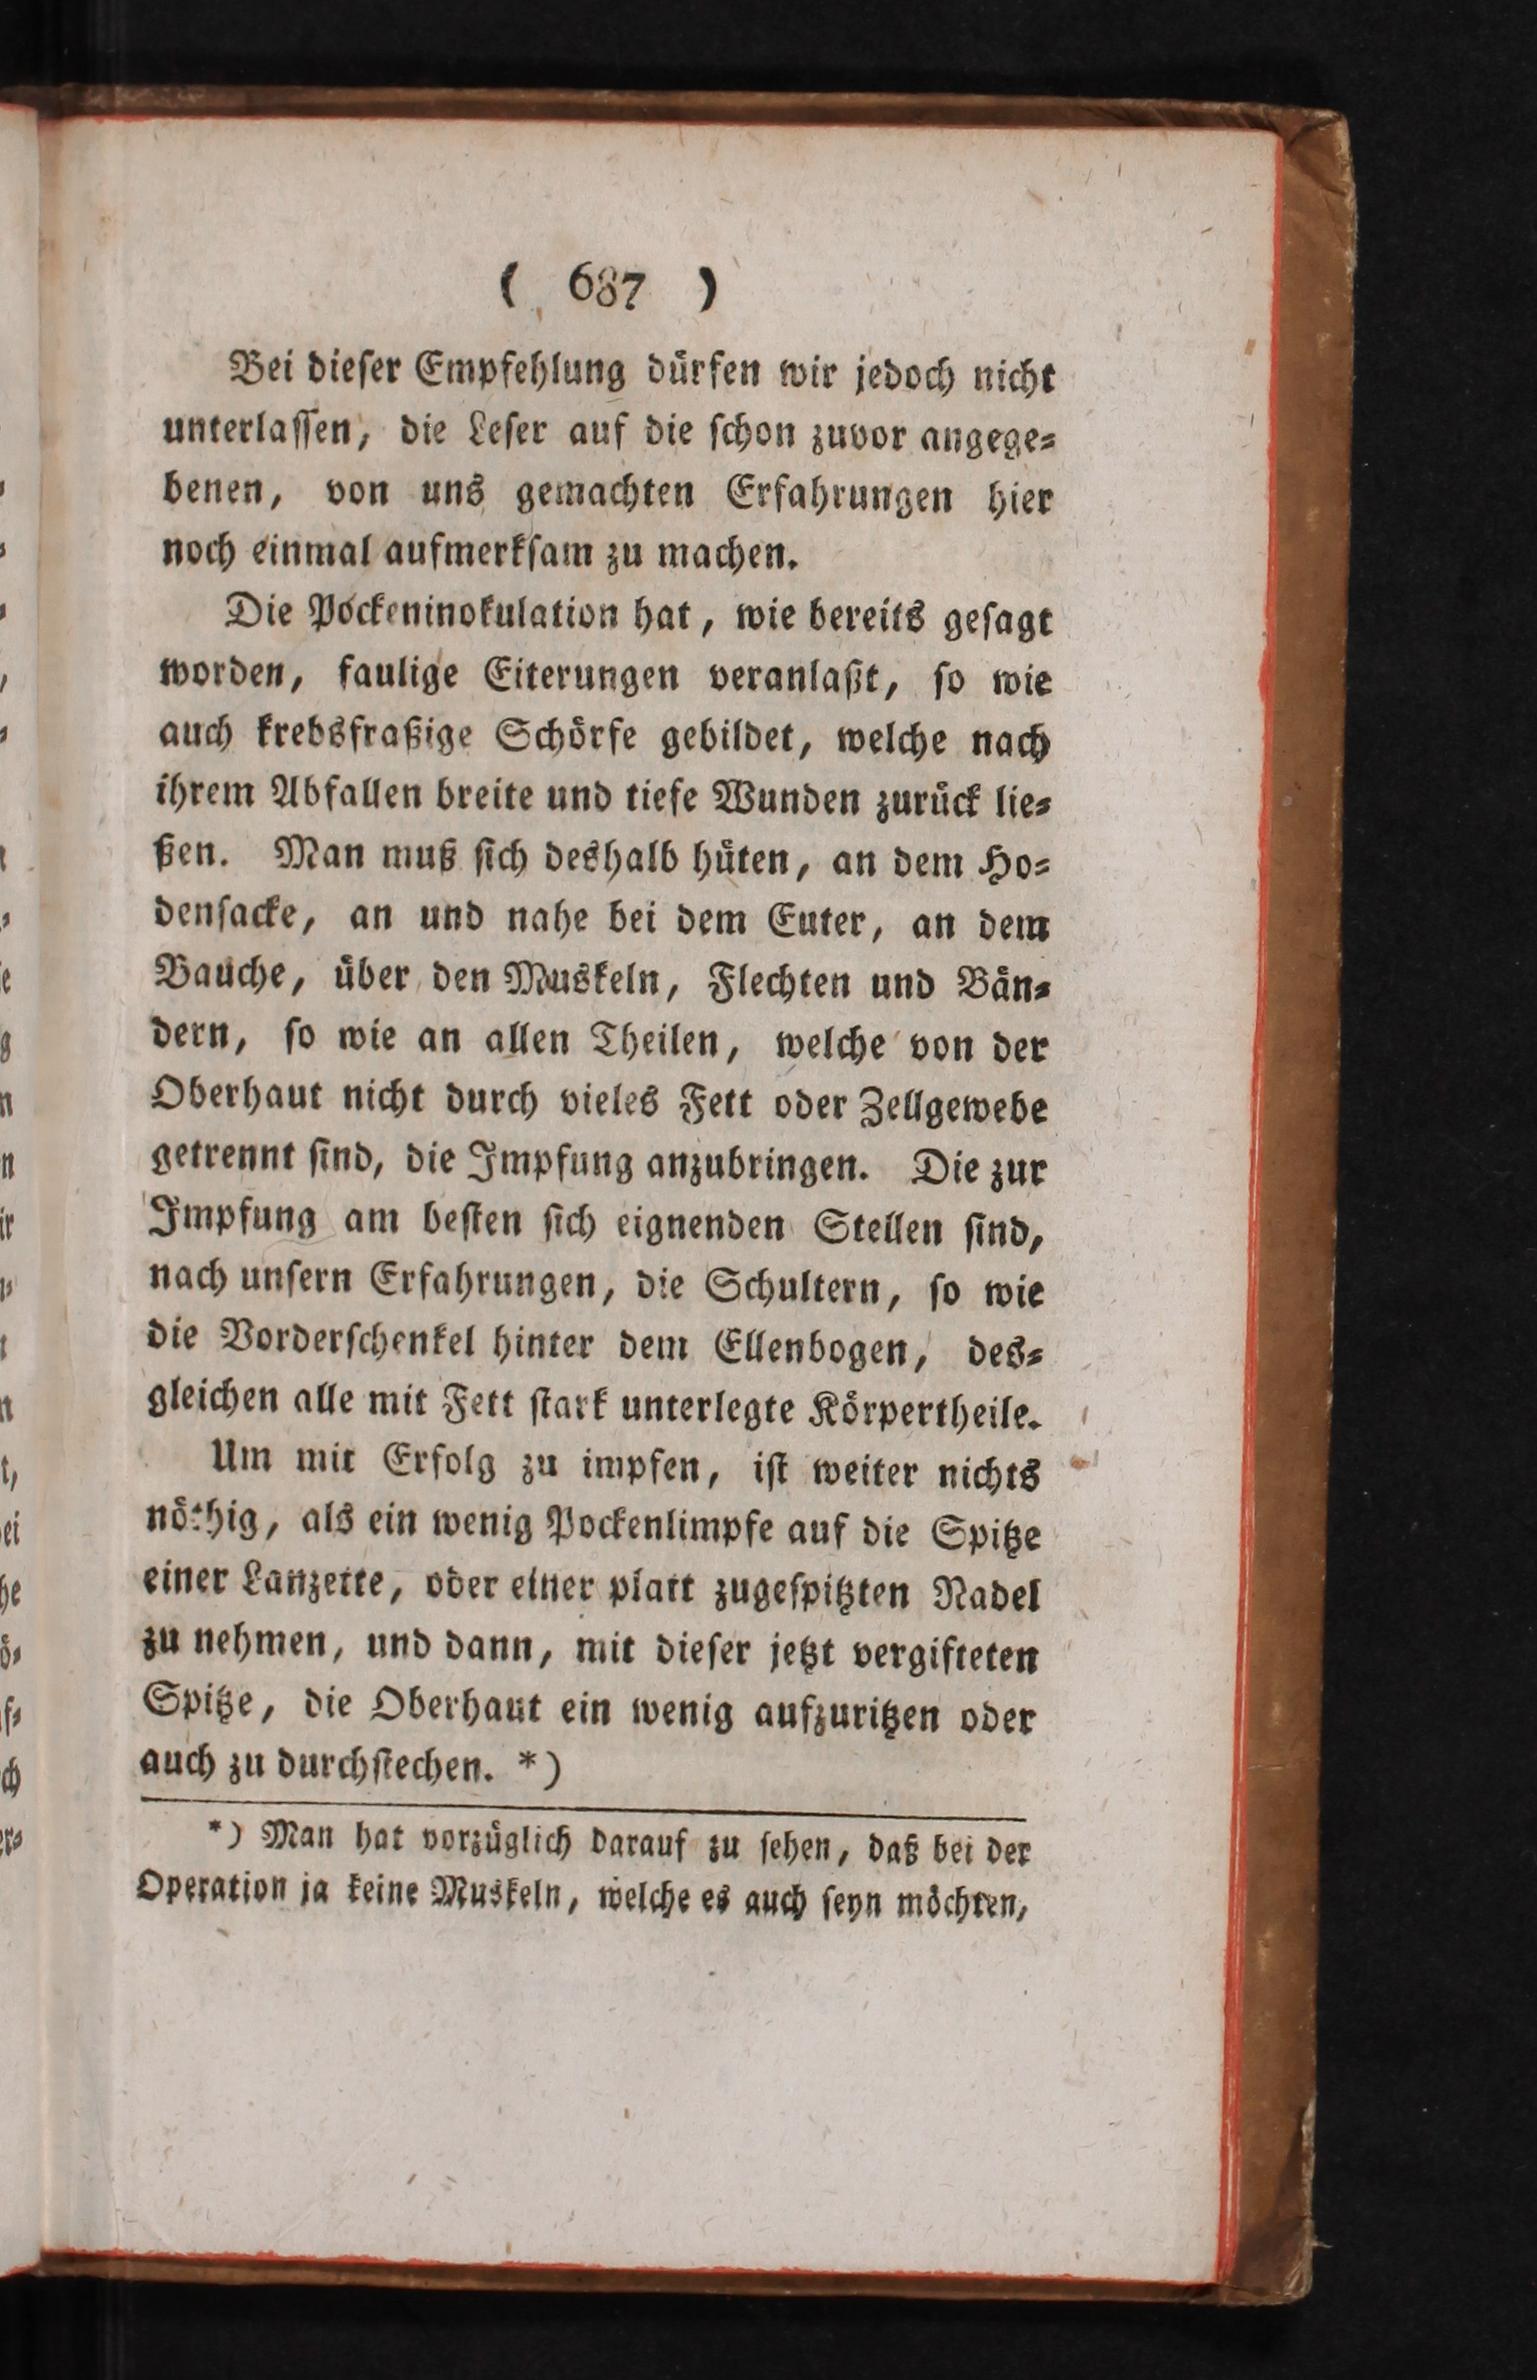 ( 687 )
Bei dieſer Empfehlung dürfen wir jedoch nicht
unterlaſſen, die Leſer auf die ſchon zuvor angege⸗
benen, von uns gemachten Erfahrungen hier
noch einmal aufmerkſam zu machen.
Die Pockeninokulation hat, wie bereits geſagt
worden, faulige Eiterungen veranlaßt, ſo wie
auch krebsfraßige Schörfe gebildet, welche nach
ihrem Abfallen breite und tiefe Wunden zurück lie⸗
ßen. Man muß ſich deshalb hüten, an dem Ho⸗
denſacke, an und nahe bei dem Euter, an dem
Bauche, über den Muskeln, Flechten und Bän⸗
dern, ſo wie an allen Theilen, welche von der
Oberhaut nicht durch vieles Fett oder Zellgewebe
getrennt ſind, die Impfung anzubringen. Die zur
Impfung am beſten ſich eignenden Stellen ſind,
nach unſern Erfahrungen, die Schultern, ſo wie
die Vorderſchenkel hinter dem Ellenbogen, des⸗
gleichen alle mit Fett ſtark unterlegte Körpertheile.
Um mit Erfolg zu impfen, iſt weiter nichts
nöthig, als ein wenig Pockenlimpfe auf die Spitze
einer Lanzette, oder einer platt zugeſpitzten Nadel
zu nehmen, und dann, mit dieſer jetzt vergifteten
Spitze, die Oberhaut ein wenig aufzuritzen oder
auch zu durchſtechen. *)
*) Man hat vorzüglich darauf zu ſehen, daß bei der
Operation ja keine Muskeln, welche es auch ſeyn möchten,